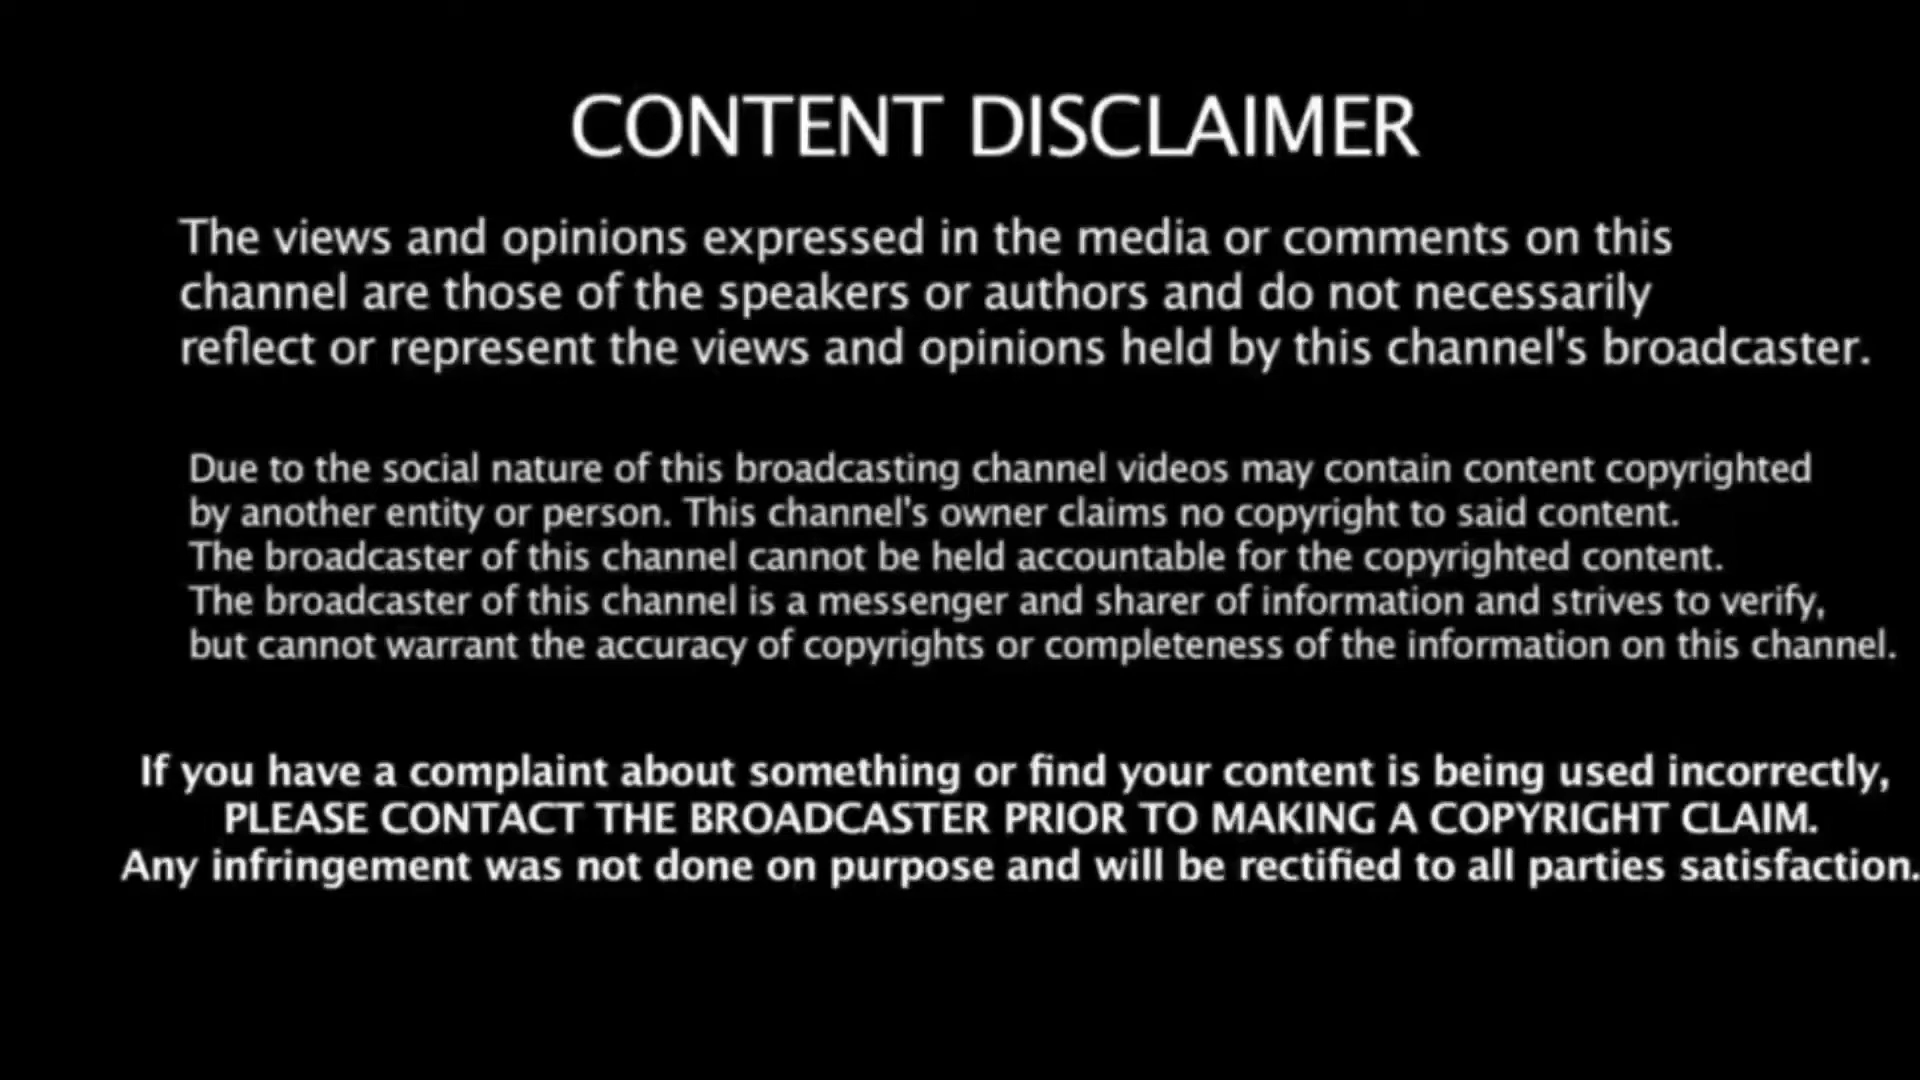 CONTENT DISCLAIMER
The views and opinions expressed in the media or comments on this
channel are those of the speakers or authors and do not necessarily
reflect or represent the views and opinions held by this channel's broadcaster.
Due to the social nature of this broadcasting channel videos may contain content copyrighted
by another entity or person. This channel's owner claims no copyright to said content.
The broadcaster of this channel cannot be held accountable for the copyrighted content.
The broadcaster of this channel is a messenger and sharer of information and strives to verify,
but cannot warrant the accuracy of copyrights or completeness of the information on this channel.
If you have a complaint about something or find your content is being used incorrectly,
PLEASE CONTACT THE BROADCASTER PRIOR TO MAKING A COPYRIGHT CLAIM.
Any infringement was not done on purpose and will be rectified to all parties satisfaction.